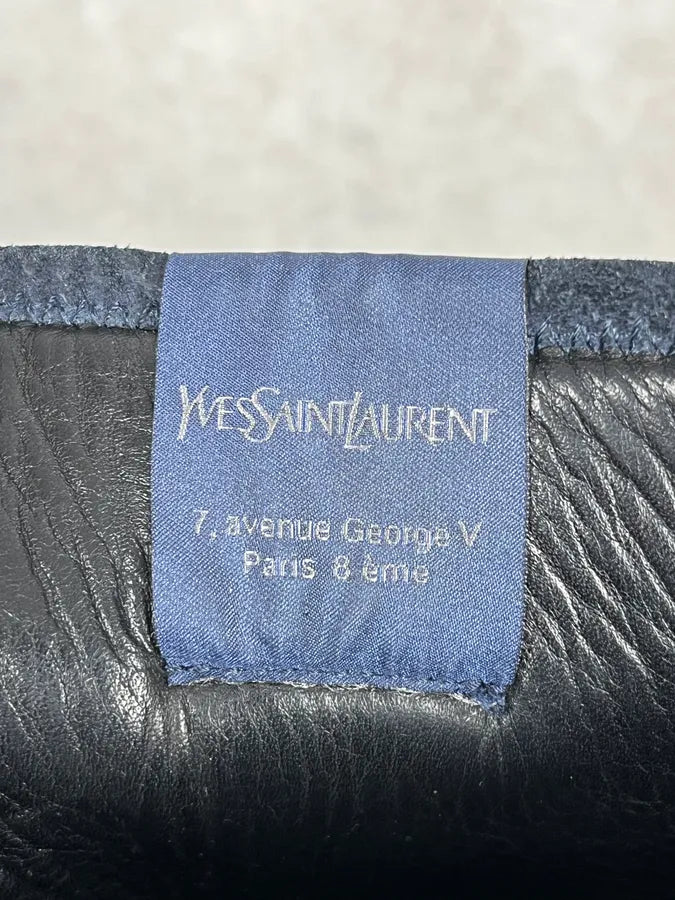 YVESSAINTLAURENT
7, avenue George V
Paris 8 ème